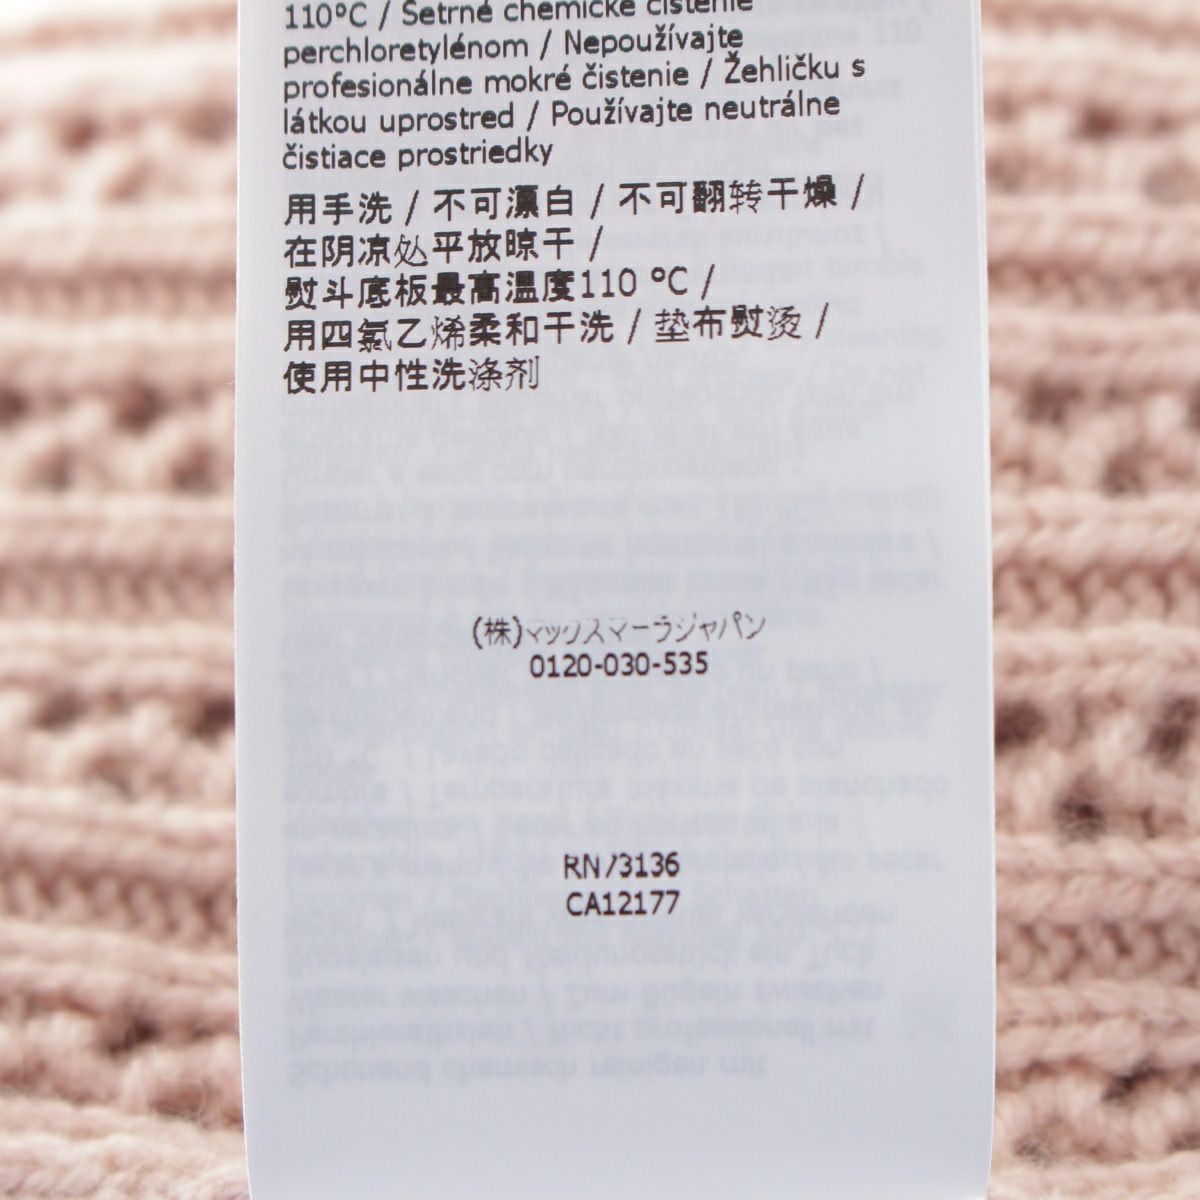 110°C / Šetrné chemické čistenie
perchloretylénom / Nepoužívajte
profesionálne mokré čistenie / Žehličku s
látkou uprostred / Používajte neutrálne
čistiace prostriedky
用手洗 / 不可漂白 / 不可翻转干燥 /
在阴凉处平放晾干 /
熨斗底板最高温度110 °C /
用四氯乙烯柔和干洗 / 垫布熨烫 /
使用中性洗涤剂
(株)マックスマーラジャパン
0120-030-535
RN 73136
CA12177